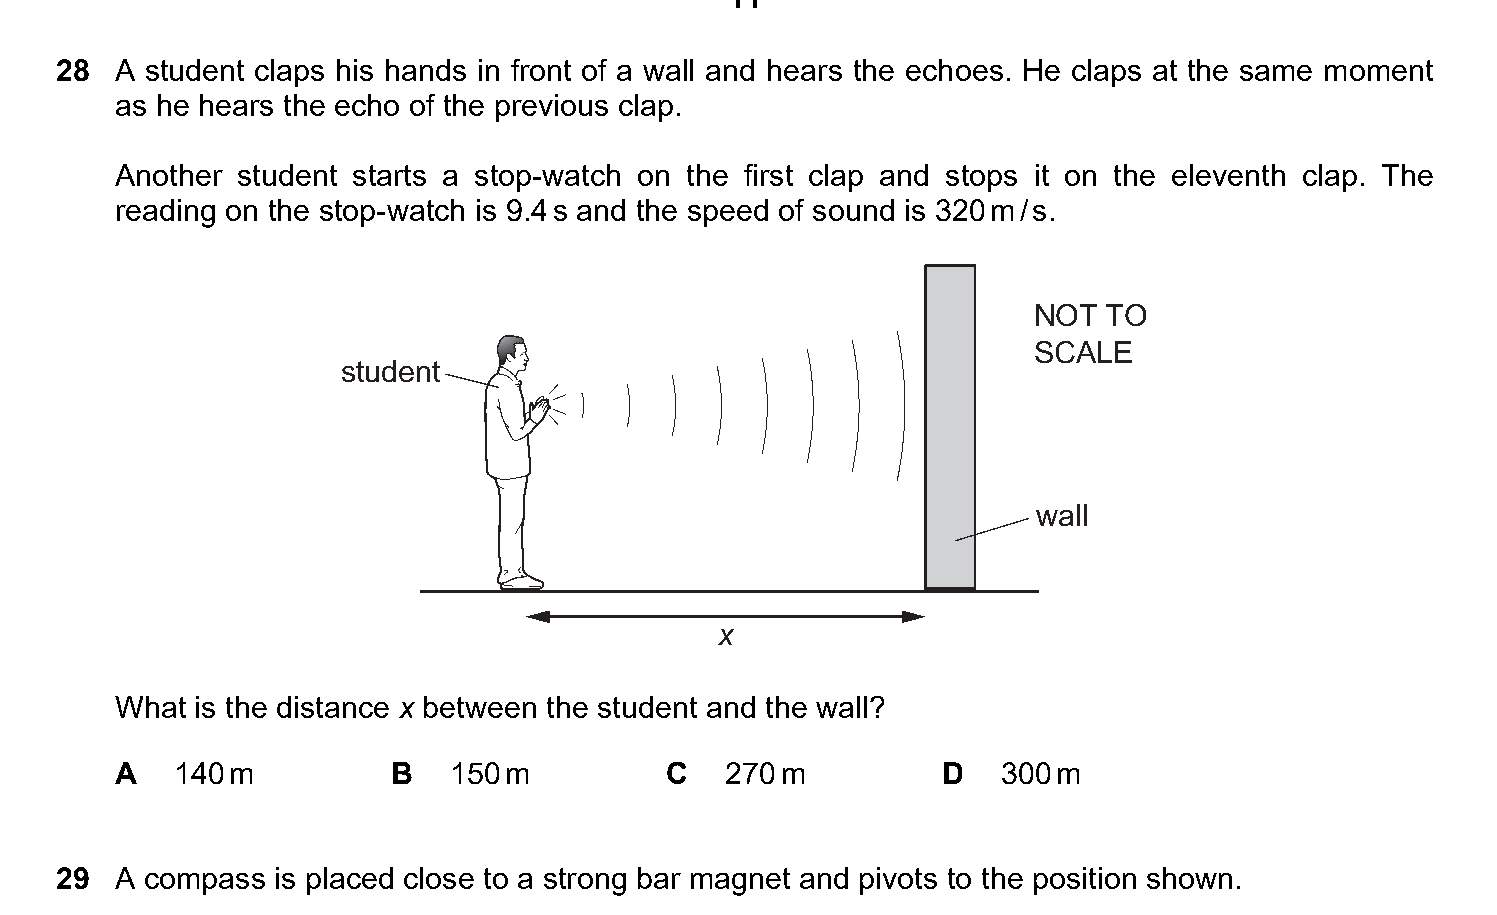 28 A student claps his hands in front of a wall and hears the echoes. He claps at the same moment
as he hears the echo of the previous clap.
Another student starts a stop-watch on the first clap and stops it on the eleventh clap. The
reading on the stop-watch is 9.4 s and the speed of sound is 320 m / s.
NOT TO
SCALE
student
wall
x
What is the distance x between the student and the wall?
A 140 m B 150 m C 270 m D 300 m
29 A compass is placed close to a strong bar magnet and pivots to the position shown.